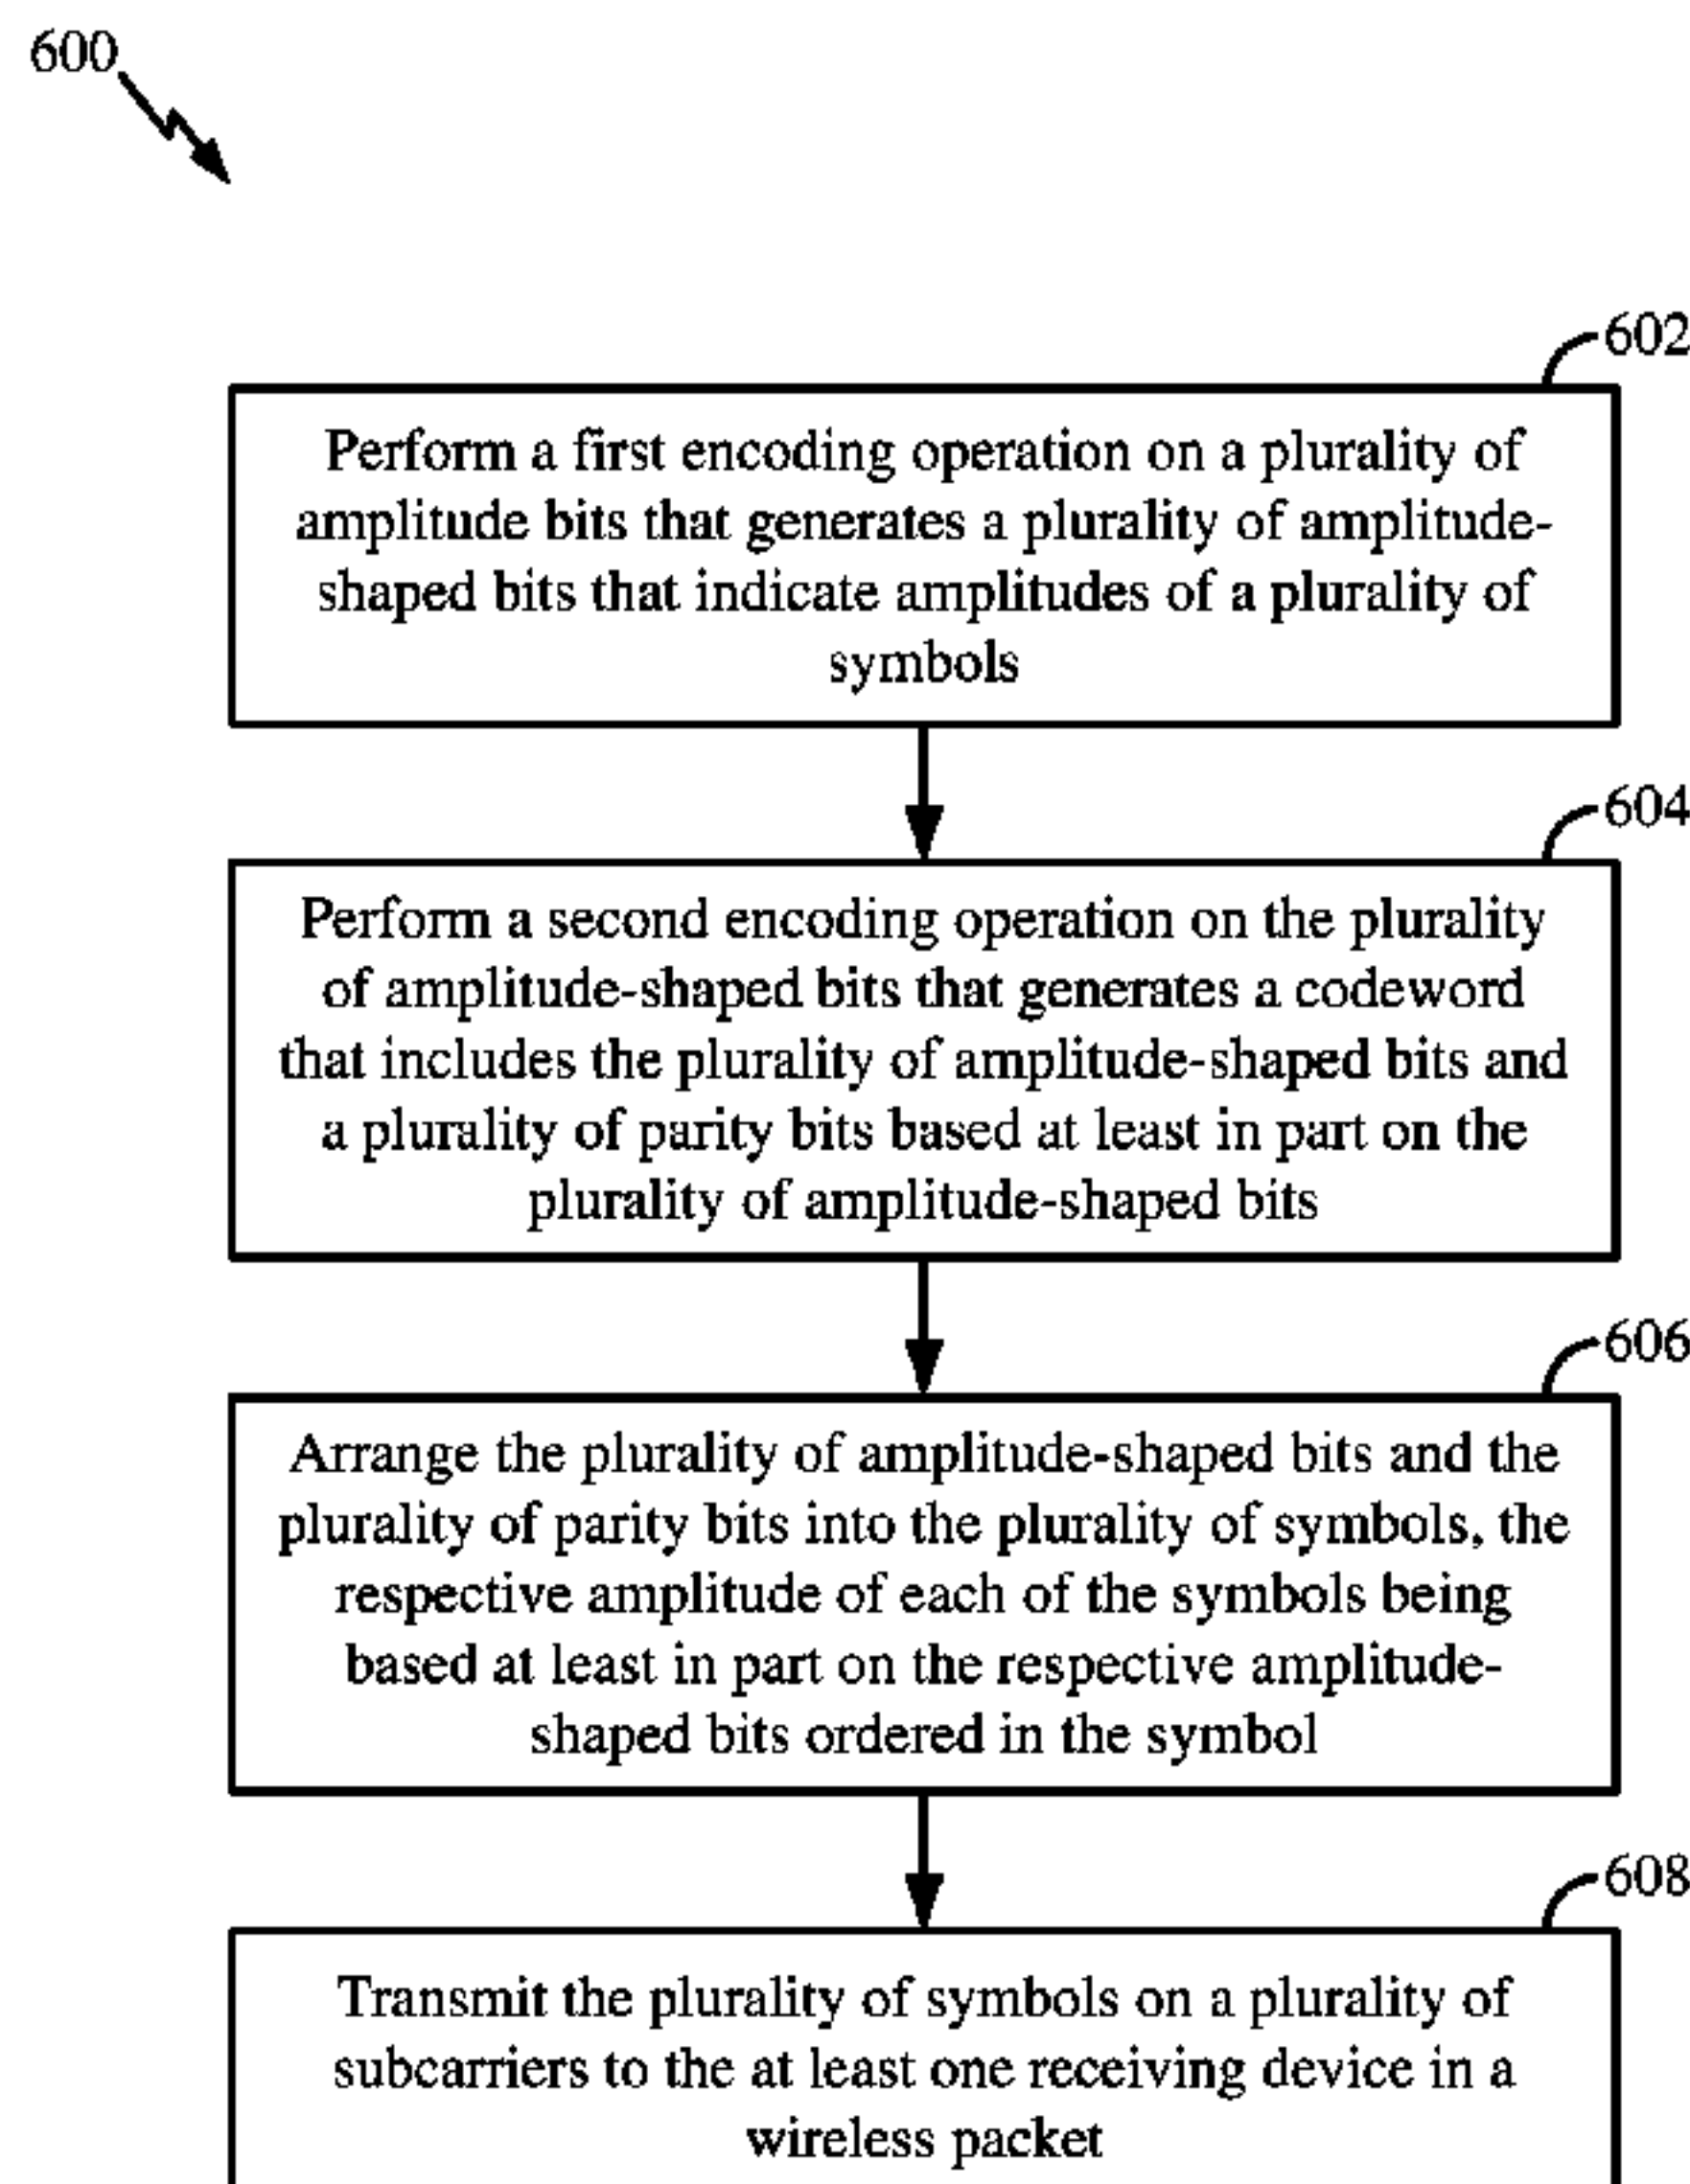 600
602
Perform a first encoding operation on a plurality of
amplitude bits that generates a plurality of amplitude-
shaped bits that indicate amplitudes of a plurality of
symbols
604
Perform a second encoding operation on the plurality
of amplitude-shaped bits that generates a codeword
that includes the plurality of amplitude-shaped bits and
a plurality of parity bits based at least in part on the
plurality of amplitude-shaped bits
606
Arrange the plurality of amplitude-shaped bits and the
plurality of parity bits into the plurality of symbols, the
respective amplitude of each of the symbols being
based at least in part on the respective amplitude-
shaped bits ordered in the symbol
608
Transmit the plurality of symbols on a plurality of
subcarriers to the at least one receiving device in a
wireless packet